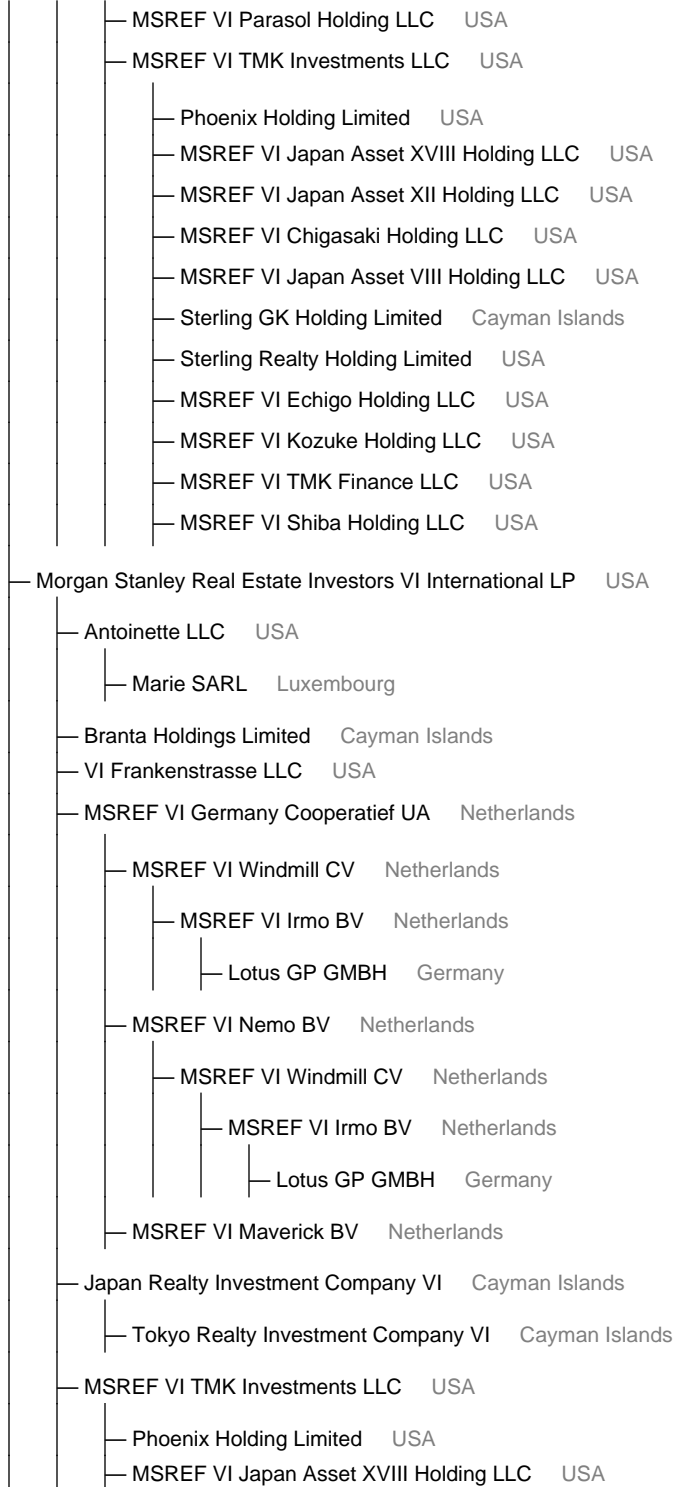 MSREF VI Parasol Holding LLC USA
MSREF VI TMK Investments LLC USA
Phoenix Holding Limited USA
MSREF VI Japan Asset XVIII Holding LLC USA
MSREF VI Japan Asset XII Holding LLC USA
MSREF VI Chigasaki Holding LLC USA
MSREF VI Japan Asset VIII Holding LLC USA
Sterling GK Holding Limited Cayman Islands
Sterling Realty Holding Limited USA
MSREF VI Echigo Holding LLC USA
MSREF VI Kozuke Holding LLC USA
MSREF VI TMK Finance LLC USA
MSREF VI Shiba Holding LLC USA
Morgan Stanley Real Estate Investors VI International LP USA
Antoinette LLC USA
Marie SARL Luxembourg
Branta Holdings Limited Cayman Islands
VI Frankenstrasse LLC USA
MSREF VI Germany Cooperatief UA Netherlands
MSREF VI Windmill CV Netherlands
MSREF VI Irmo BV Netherlands
Lotus GP GMBH Germany
MSREF VI Nemo BV Netherlands
MSREF VI Windmill CV Netherlands
MSREF VI Irmo BV Netherlands
Lotus GP GMBH Germany
MSREF VI Maverick BV Netherlands
Japan Realty Investment Company VI Cayman Islands
Tokyo Realty Investment Company VI Cayman Islands
MSREF VI TMK Investments LLC USA
Phoenix Holding Limited USA
MSREF VI Japan Asset XVIII Holding LLC USA